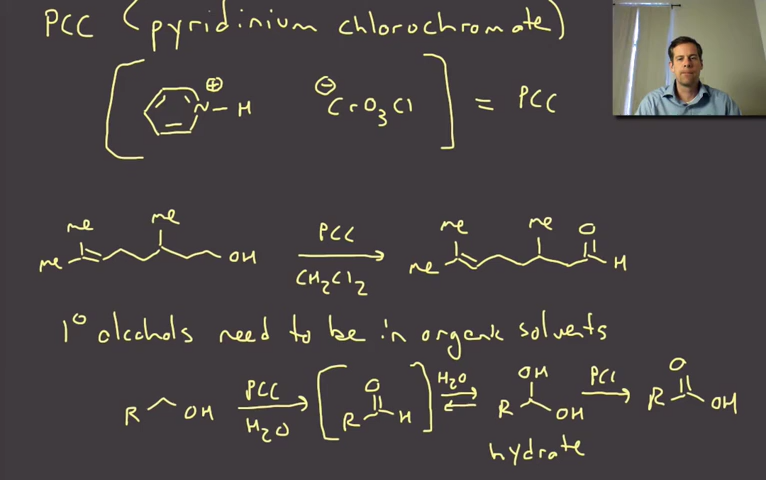 PCC (pyridinium chlorochromate)
⊕ N-H ⊖ CrO3Cl = PCC
me me OH PCC CH2Cl2 me me O H
me me
1° alcohols need to be in organic solvents
R OH PCC H2O O R H H2O OH R OH PCC O R OH
hydrate